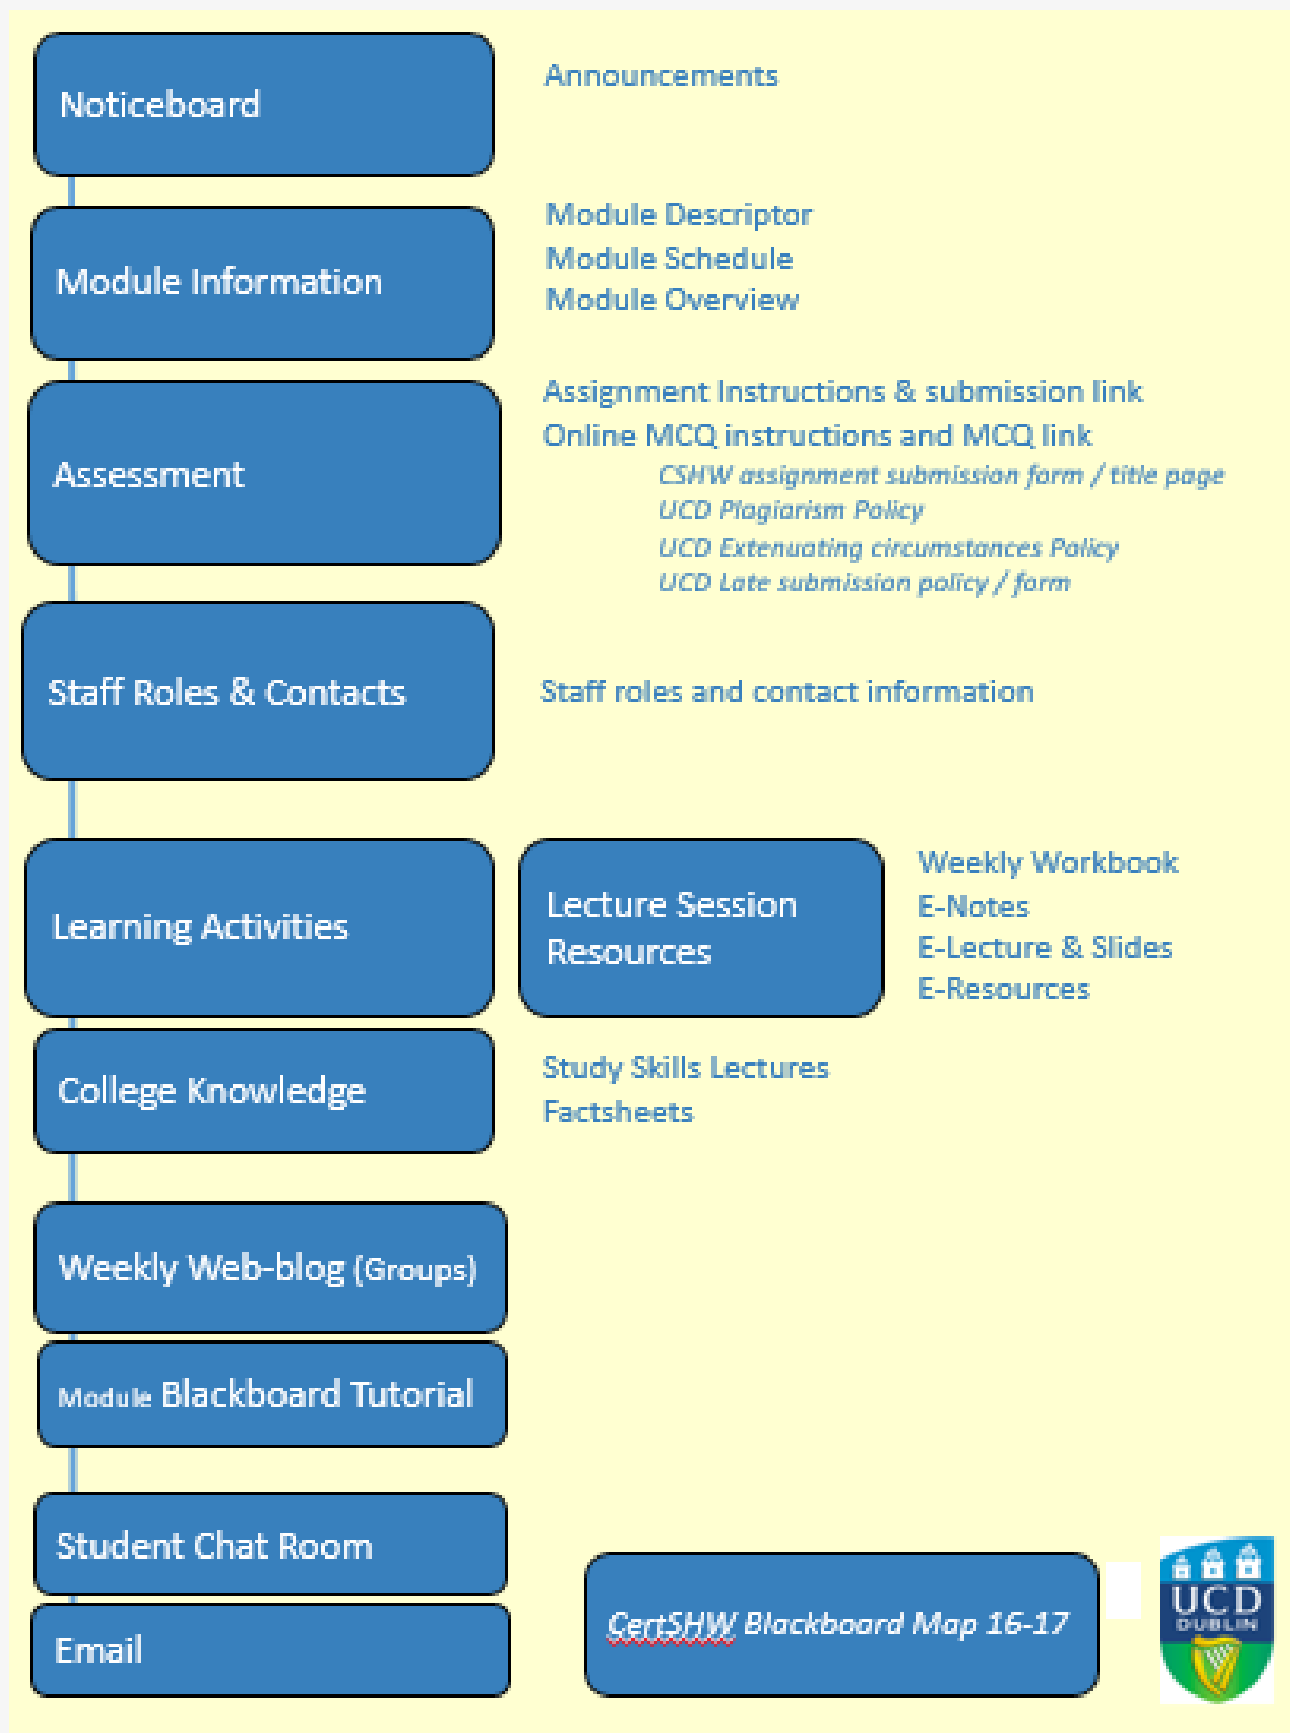 Noticeboard
Announcements
Module Information
Module Descriptor
Module Schedule
Module Overview
Assessment
Assignment Instructions & submission link
Online MCQ instructions and MCQ link
CSHW assignment submission form / title page
UCD Plagiarism Policy
UCD Extenuating circumstances Policy
UCD Late submission policy / form
Staff Roles & Contacts
Staff roles and contact information
Learning Activities
Lecture Session
Resources
Weekly Workbook
E-Notes
E-Lecture & Slides
E-Resources
College Knowledge
Study Skills Lectures
Factsheets
Weekly Web-blog (Groups)
Module Blackboard Tutorial
Student Chat Room
Email
CertSHW Blackboard Map 16-17
UCD
DUBLIN